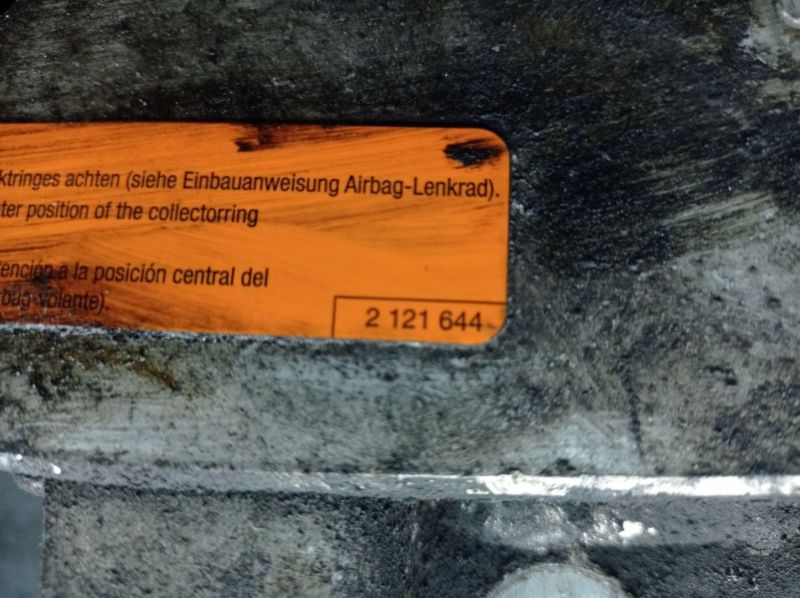 ktringes achten (siehe Einbauanweisung Airbag-Lenkrad).
ter position of the collectorring
ención a la posición central del
bag-volante).
2 121 644